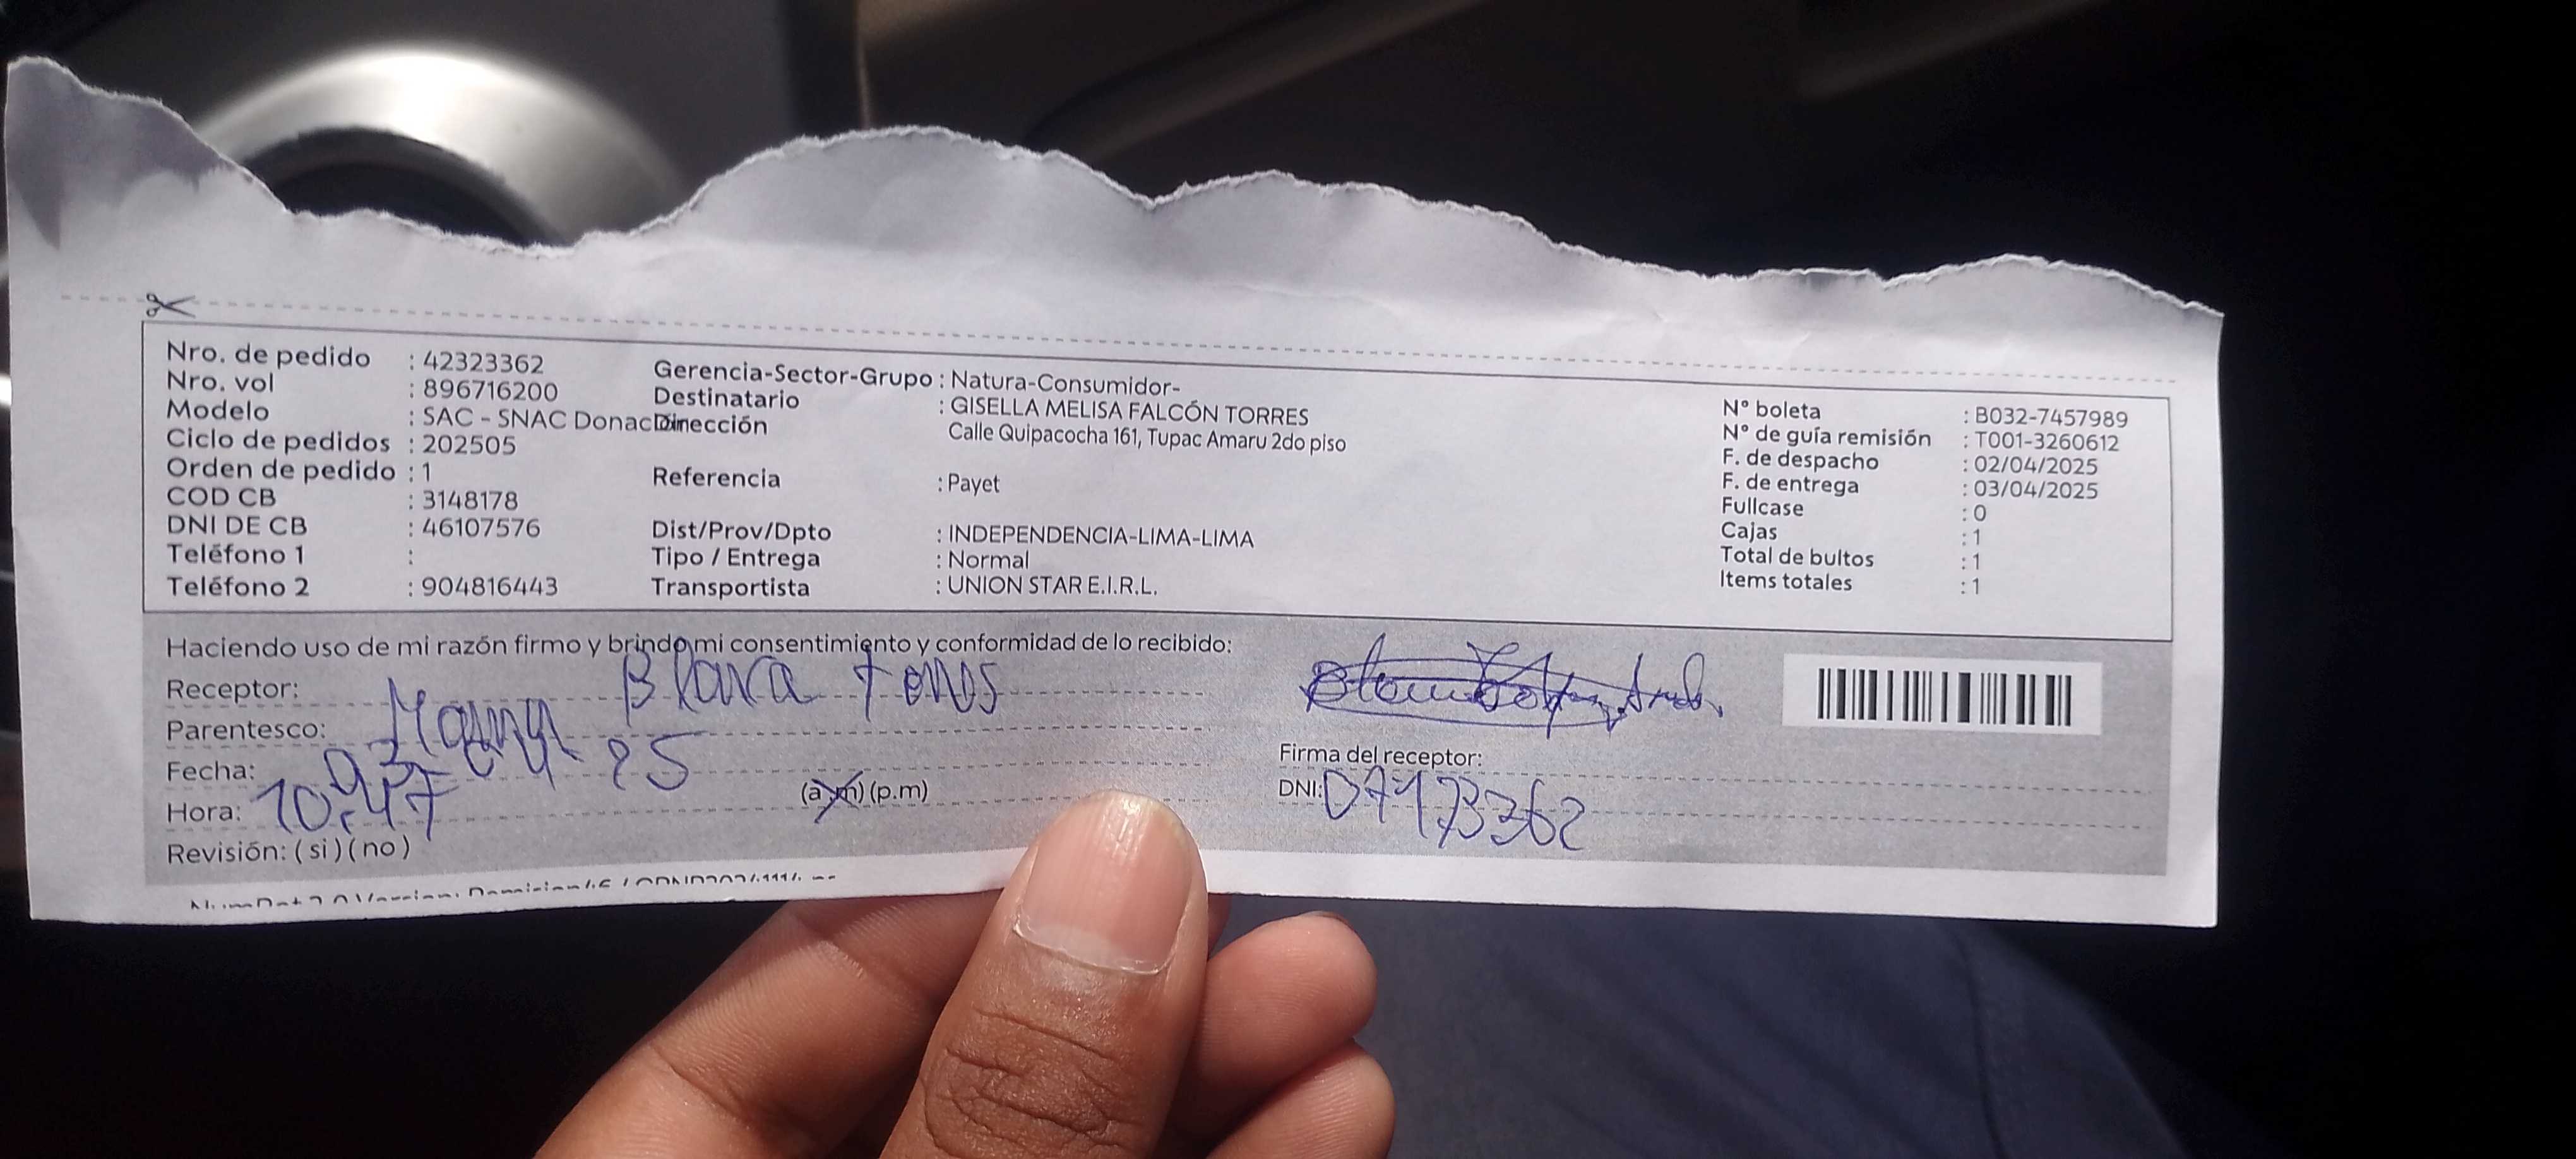 Nro. de pedido : 42323362
Nro. vol : 896716200
Modelo : SAC - SNAC Donación
Ciclo de pedidos : 202505
Orden de pedido : 1
COD CB : 3148178
DNI DE CB : 46107576
Teléfono 1 :
Teléfono 2 : 904816443
Gerencia-Sector-Grupo : Natura-Consumidor-
Destinatario : GISELLA MELISA FALCÓN TORRES
Dirección Calle Quipacocha 161, Tupac Amaru 2do piso
Referencia : Payet
Dist/Prov/Dpto : INDEPENDENCIA-LIMA-LIMA
Tipo / Entrega : Normal
Transportista : UNION STAR E.I.R.L.
N° boleta : B032-7457989
N° de guía remisión : T001-3260612
F. de despacho : 02/04/2025
F. de entrega : 03/04/2025
Fullcase : 0
Cajas : 1
Total de bultos : 1
Items totales : 1
Haciendo uso de mi razón firmo y brindo mi consentimiento y conformidad de lo recibido:
Receptor: Blanca
Parentesco: Mama
Fecha: 25
Hora: 10:47 (a.m) (p.m)
Revisión: (si) (no)
Firma del receptor:
DNI: